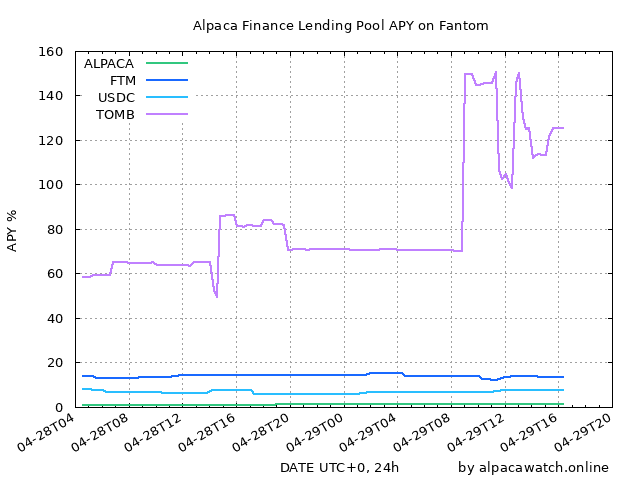 Alpaca Finance Lending Pool APY on Fantom
APY %
160
140
120
100
80
60
40
20
0
ALPACA
FTM
USDC
TOMB
04-28T04
04-28T08
04-28T12
04-28T16
04-28T20
04-29T00
04-29T04
04-29T08
04-29T12
04-29T16
04-29T20
DATE UTC+0, 24h
by alpacawatch.online